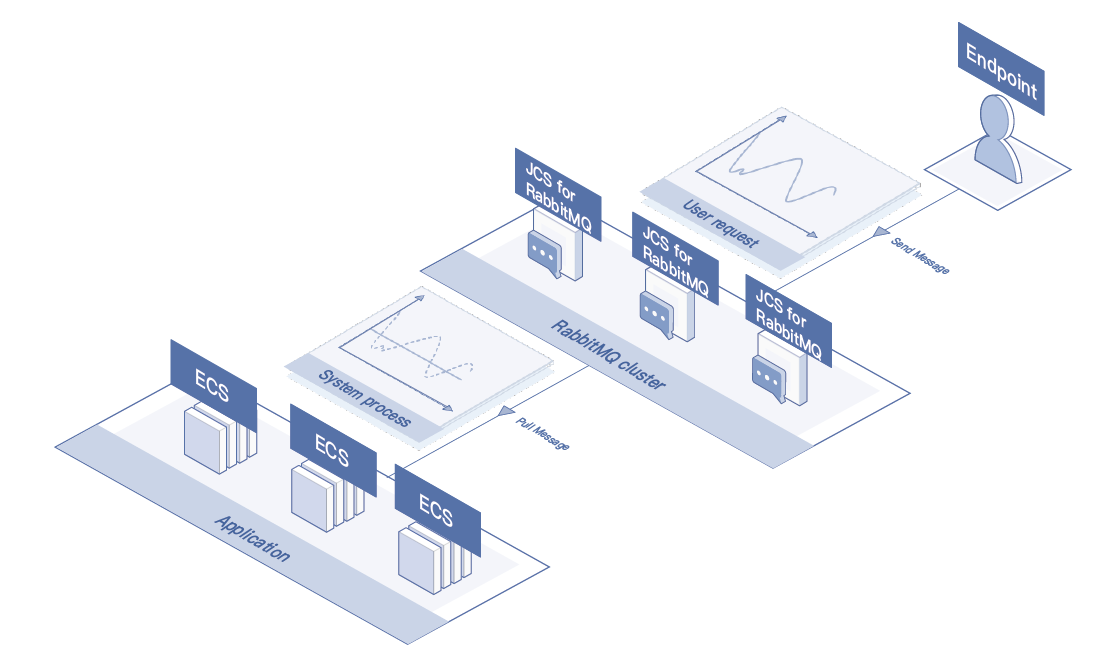 Endpoint
User request
Send Message
JCS for
RabbitMQ
JCS for
RabbitMQ
JCS for
RabbitMQ
RabbitMQ cluster
System process
Pull Message
ECS
ECS
ECS
Application